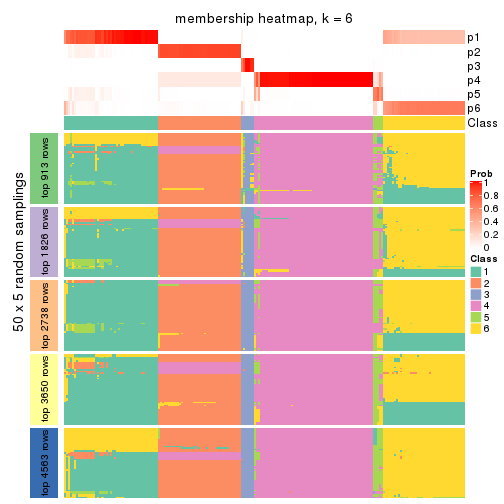 membership heatmap, k = 6
p1
p2
p3
p4
p5
p6
Class
50 x 5 random samplings
top 913 rows
top 1826 rows
top 2738 rows
top 3650 rows
top 4563 rows
Prob
1
0.8
0.6
0.4
0.2
0
Class
1
2
3
4
5
6